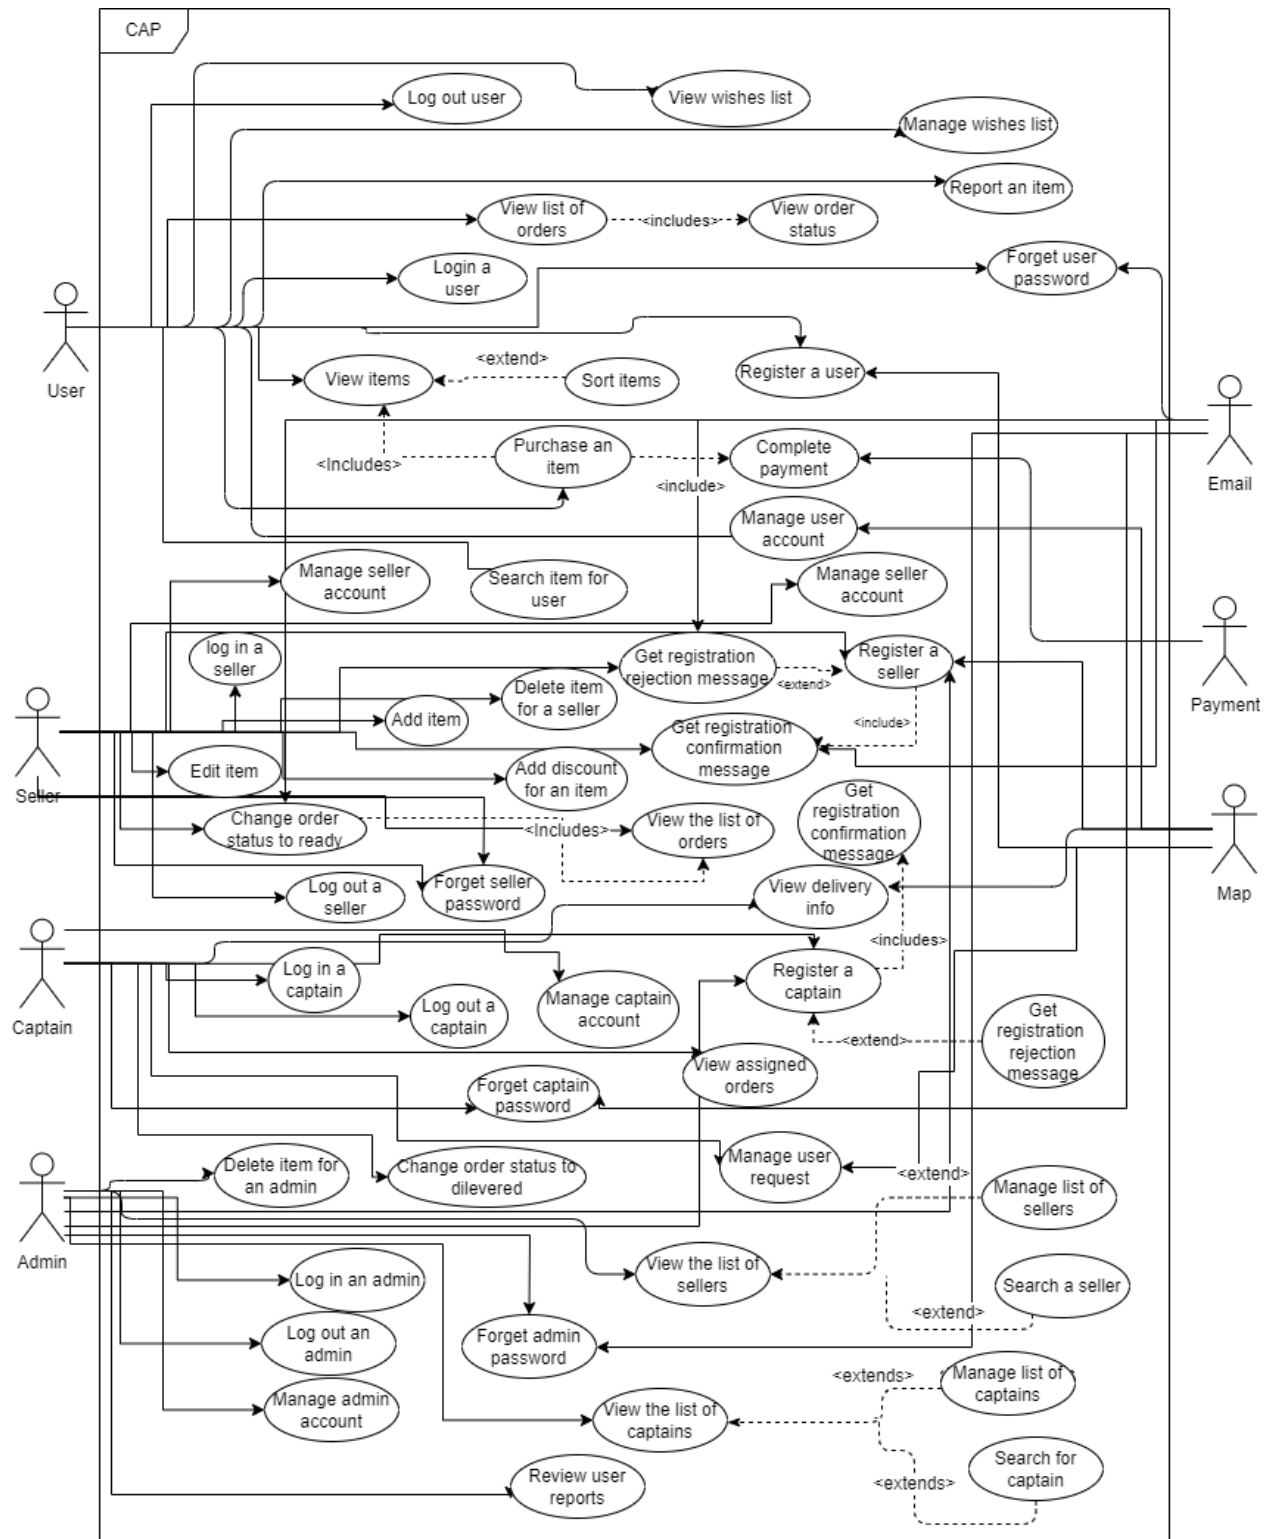 CAP
Log out user
View wishes list
Manage wishes list
Report an item
View list of
orders
<includes>
View order
status
Login a
user
Forget user
password
User
View items
<extend>
Sort items
Register a user
<Includes>
Purchase an
item
Complete
payment
<include>
Email
Manage user
account
Manage seller
account
Search item for
user
Manage seller
account
log in a
seller
Get registration
rejection message
<extend>
Register a
seller
Payment
Delete item
for a seller
Add item
<include>
Get registration
confirmation
message
Seller
Edit item
Add discount
for an item
Change order
status to ready
<Includes>
View the list of
orders
Get
registration
confirmation
message
Log out a
seller
Forget seller
password
View delivery
info
Map
<includes>
Captain
Log in a
captain
Manage captain
account
Register a
captain
Log out a
captain
<extend>
Get
registration
rejection
message
View assigned
orders
Forget captain
password
Admin
Delete item for
an admin
Change order status to
dilevered
Manage user
request
<extend>
Manage list of
sellers
View the list of
sellers
Log in an admin
Search a seller
<extend>
Log out an
admin
Forget admin
password
<extends>
Manage list of
captains
Manage admin
account
View the list of
captains
Search for
captain
<extends>
Review user
reports